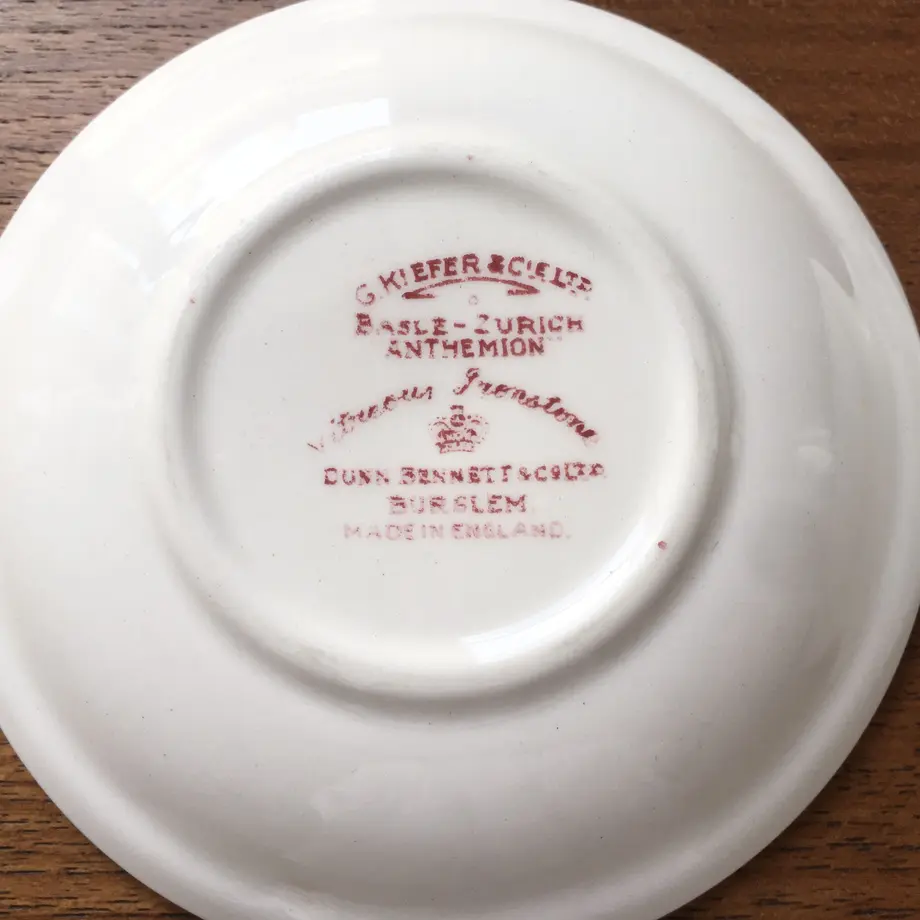 G. KIEFER & CIE LTD
BASLE-ZURICH
ANTHEMION
Vitreous Ironstone
DUNN BENNETT & CO LTD
BURSLEM
MADE IN ENGLAND.